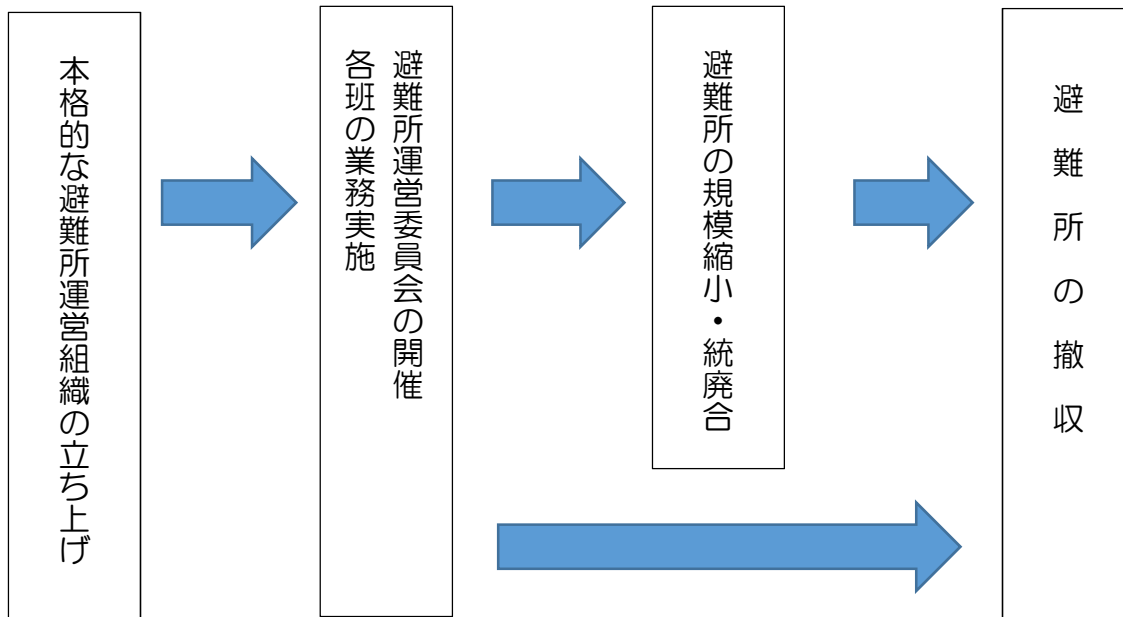 本格的な避難所運営組織の立ち上げ
避難所運営委員会の開催
各班の業務実施
避難所の規模縮小・統廃合
避難所の撤収